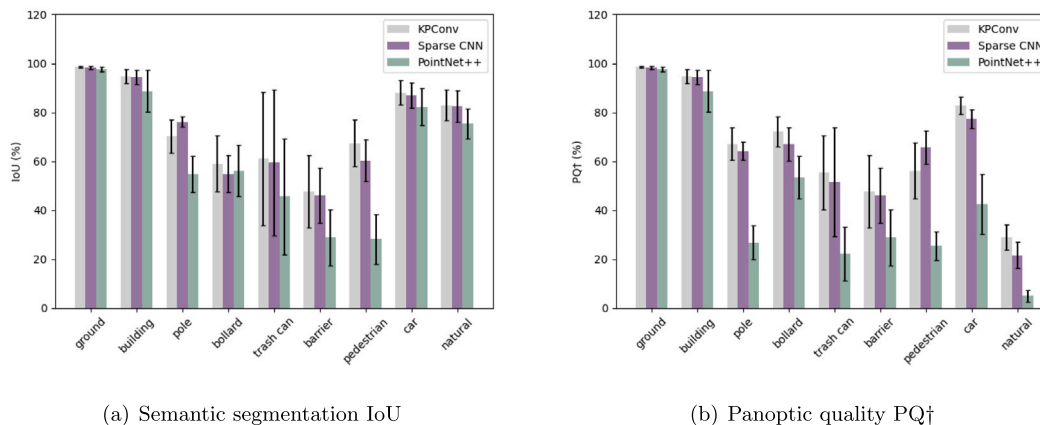 120
100
80
60
40
20
0
IoU (%)
KPConv
Sparse CNN
PointNet++
ground
building
pole
bollard
trash can
barrier
pedestrian
car
natural
(a) Semantic segmentation IoU
120
100
80
60
40
20
0
PQ† (%)
KPConv
Sparse CNN
PointNet++
ground
building
pole
bollard
trash can
barrier
pedestrian
car
natural
(b) Panoptic quality PQ†